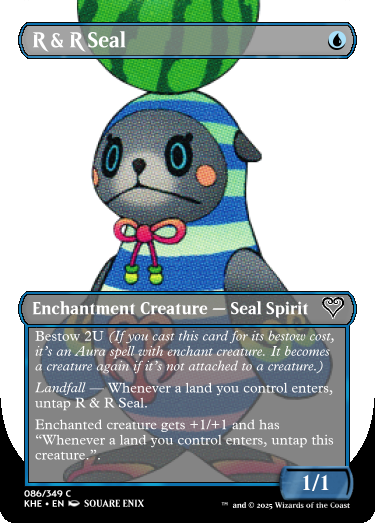 R & R Seal
Enchantment Creature — Seal Spirit
Bestow 2U (If you cast this card for its bestow cost,
it's an Aura spell with enchant creature. It becomes
a creature again if it's not attached to a creature.)
Landfall — Whenever a land you control enters,
untap R & R Seal.
Enchanted creature gets +1/+1 and has
“Whenever a land you control enters, untap this
creature.”.
1/1
086/349 C
KHE • EN SQUARE ENIX
™ and © 2025 Wizards of the Coast